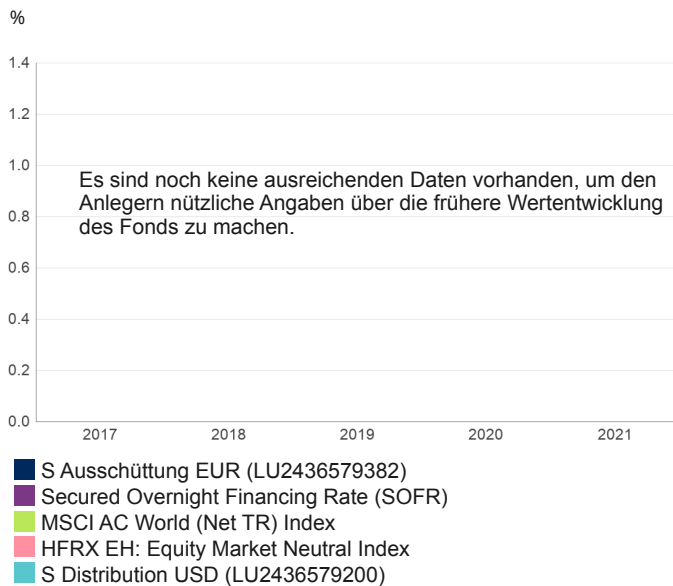 %
1.4
1.2
1.0
Es sind noch keine ausreichenden Daten vorhanden, um den
Anlegern nützliche Angaben über die frühere Wertentwicklung
des Fonds zu machen.
0.8
0.6
0.4
0.2
0.0
2017 2018 2019 2020 2021
S Ausschüttung EUR (LU2436579382)
Secured Overnight Financing Rate (SOFR)
MSCI AC World (Net TR) Index
HFRX EH: Equity Market Neutral Index
S Distribution USD (LU2436579200)